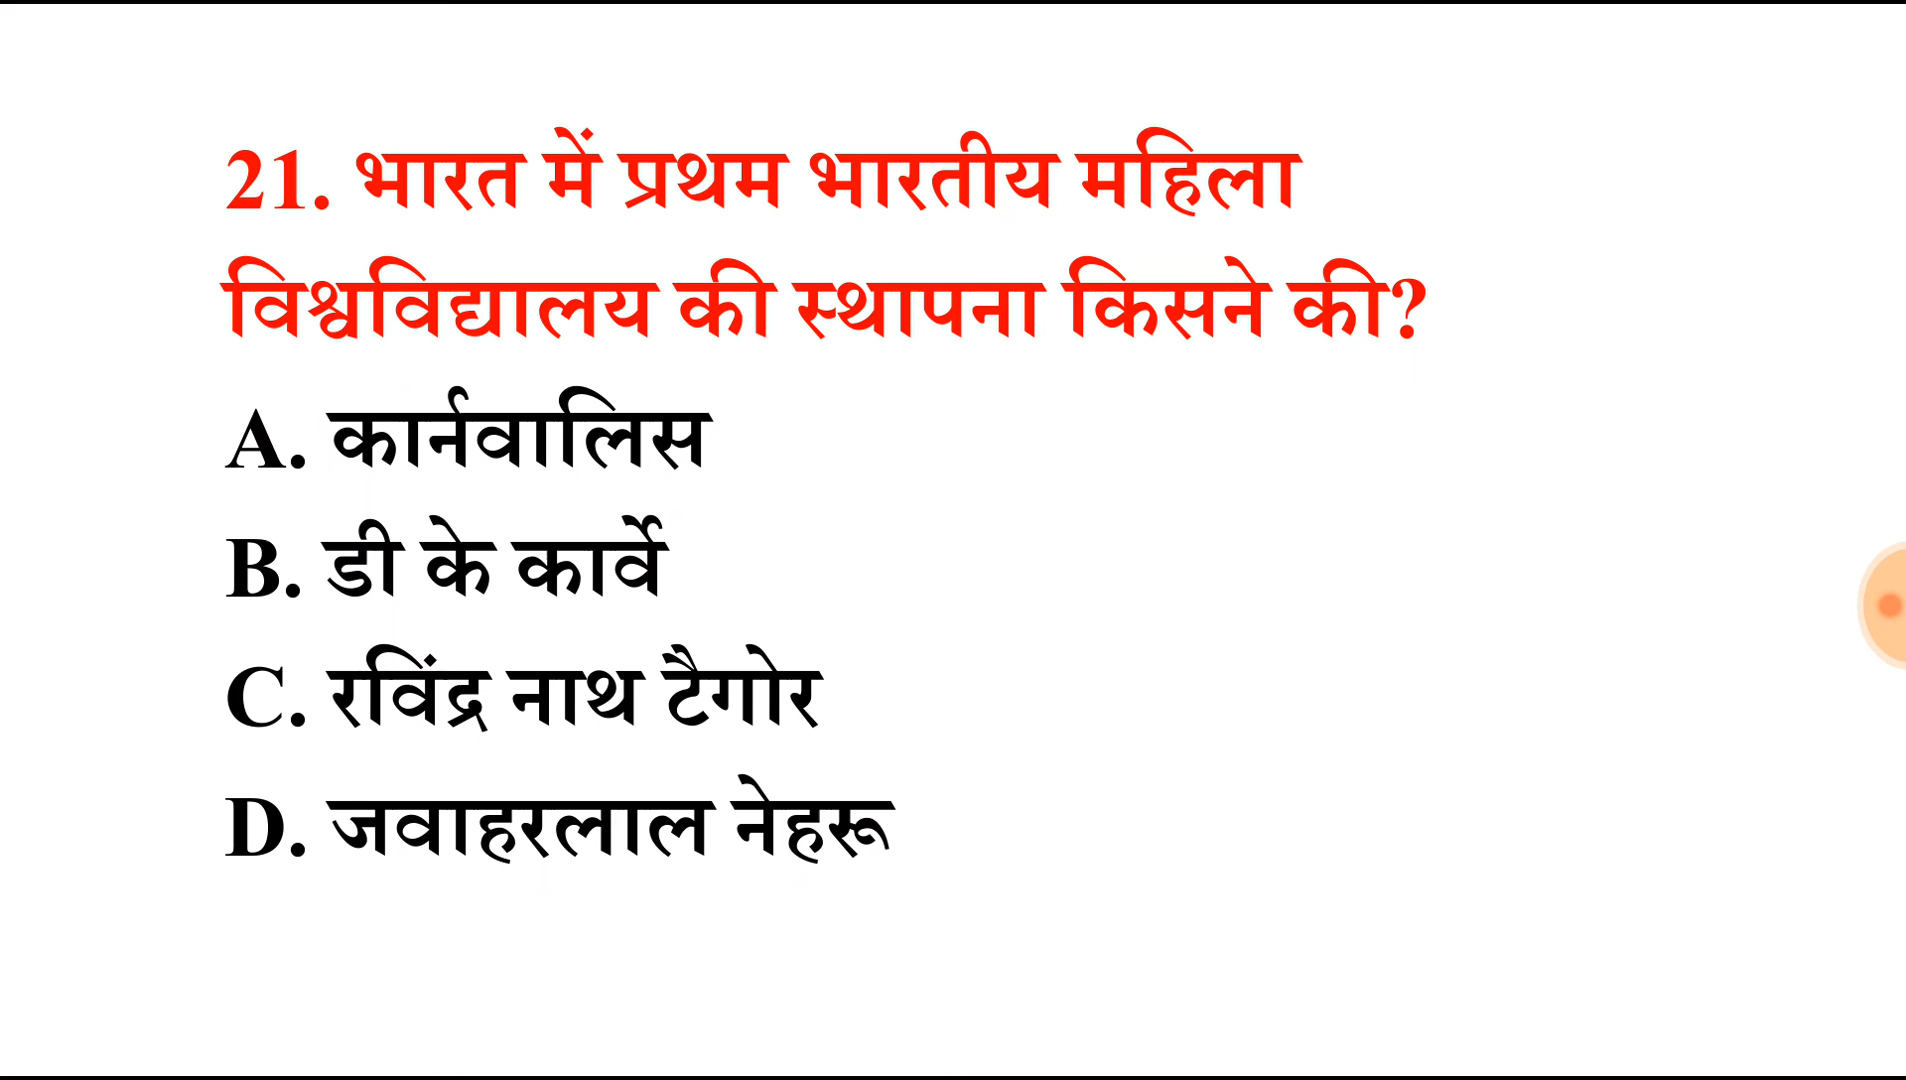 21. भारत में प्रथम भारतीय महिला
विश्वविद्यालय की स्थापना किसने की?
A. कार्नवालिस
B. डी के कार्वे
C. रविंद्र नाथ टैगोर
D. जवाहरलाल नेहरू